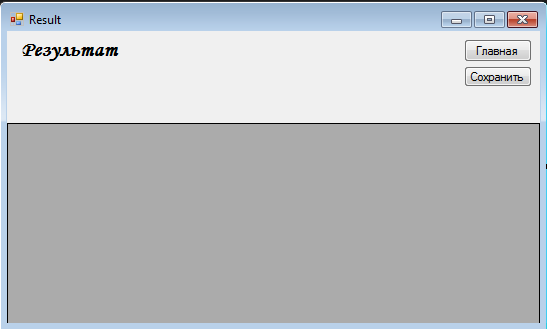 Result
Результат
Главная
Сохранить